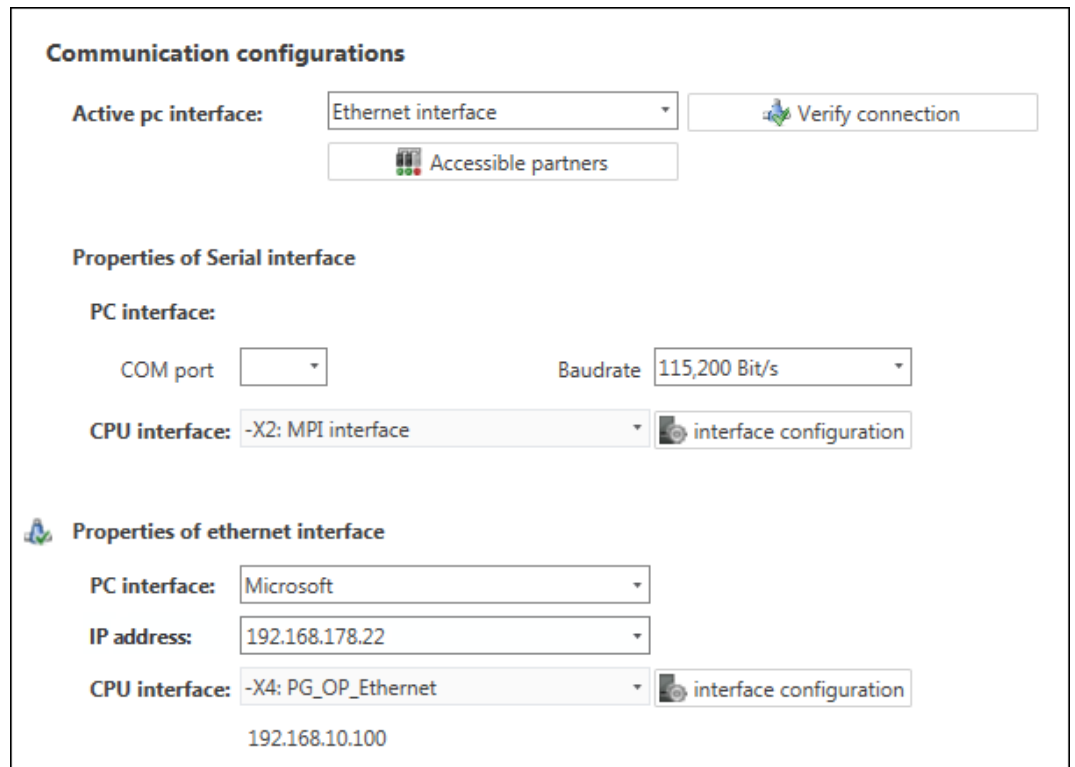 Communication configurations
Active pc interface: Ethernet interface Verify connection
Accessible partners
Properties of Serial interface
PC interface:
COM port Baudrate 115,200 Bit/s
CPU interface: -X2: MPI interface interface configuration
Properties of ethernet interface
PC interface: Microsoft
IP address: 192.168.178.22
CPU interface: -X4: PG_OP_Ethernet interface configuration
192.168.10.100